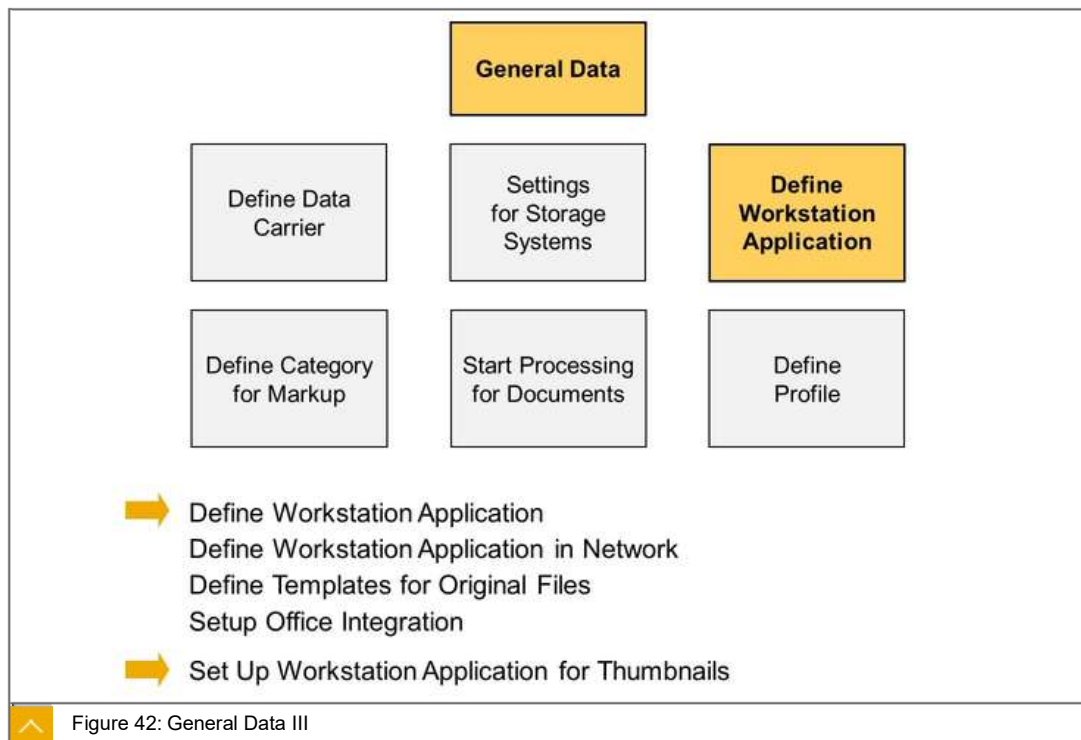 General Data
Define Data
Carrier
Settings
for Storage
Systems
Define
Workstation
Application
Define Category
for Markup
Start Processing
for Documents
Define
Profile
Define Workstation Application
Define Workstation Application in Network
Define Templates for Original Files
Setup Office Integration
Set Up Workstation Application for Thumbnails
Figure 42: General Data III